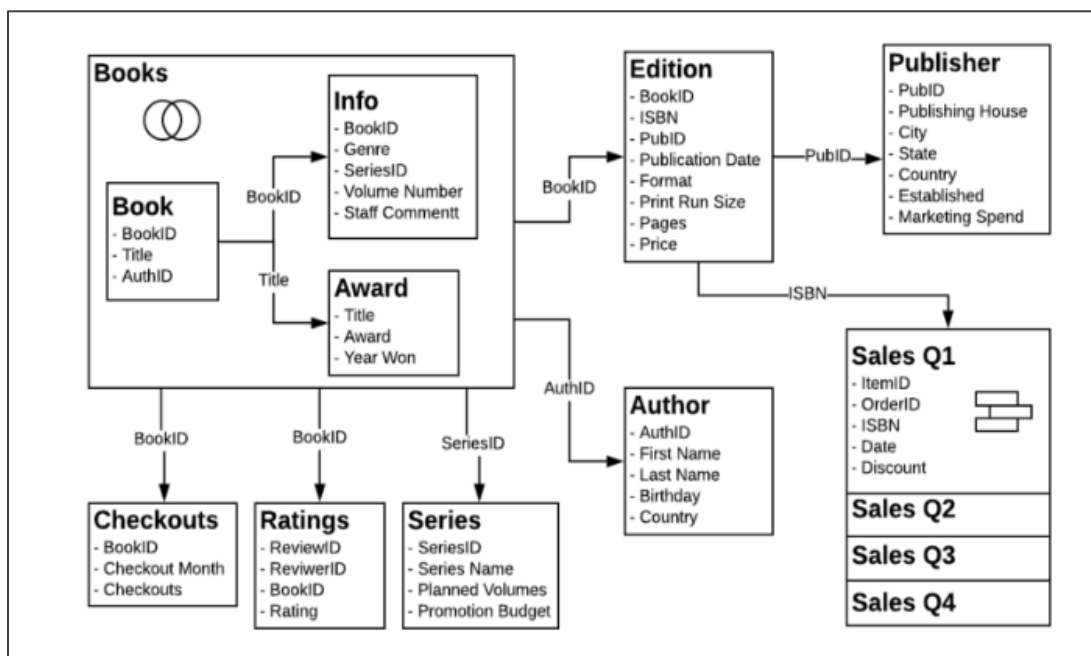 Books
Info
- BookID
- Genre
- SeriesID
- Volume Number
- Staff Commentt
Book
- BookID
- Title
- AuthID
BookID
Title
Award
- Title
- Award
- Year Won
BookID
Edition
- BookID
- ISBN
- PubID
- Publication Date
- Format
- Print Run Size
- Pages
- Price
PubID
Publisher
- PubID
- Publishing House
- City
- State
- Country
- Established
- Marketing Spend
ISBN
Sales Q1
- ItemID
- OrderID
- ISBN
- Date
- Discount
Sales Q2
Sales Q3
Sales Q4
AuthID
Author
- AuthID
- First Name
- Last Name
- Birthday
- Country
BookID
BookID
SeriesID
Checkouts
- BookID
- Checkout Month
- Checkouts
Ratings
- ReviewID
- ReviwerID
- BookID
- Rating
Series
- SeriesID
- Series Name
- Planned Volumes
- Promotion Budget